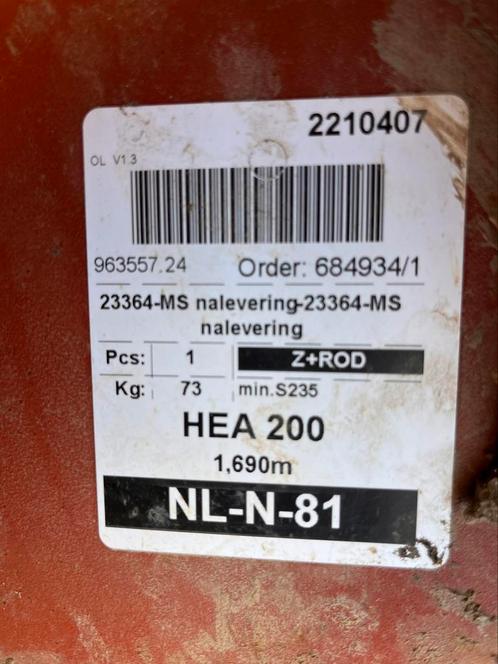 2210407
OL V1.3
963557.24 Order: 684934/1
23364-MS nalevering-23364-MS
nalevering
Pcs: 1 Z+ROD
Kg: 73 min.S235
HEA 200
1,690m
NL-N-81